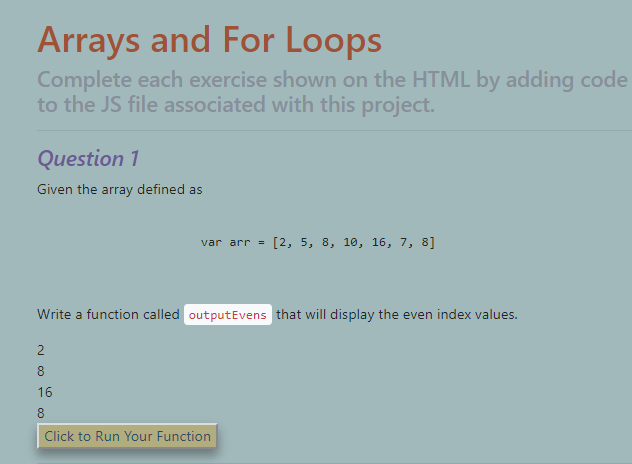 Arrays and For Loops
Complete each exercise shown on the HTML by adding code
to the JS file associated with this project.
Question 1
Given the array defined as
var arr = [2, 5, 8, 10, 16, 7, 8]
Write a function called outputEvens that will display the even index values.
2
8
16
8
Click to Run Your Function